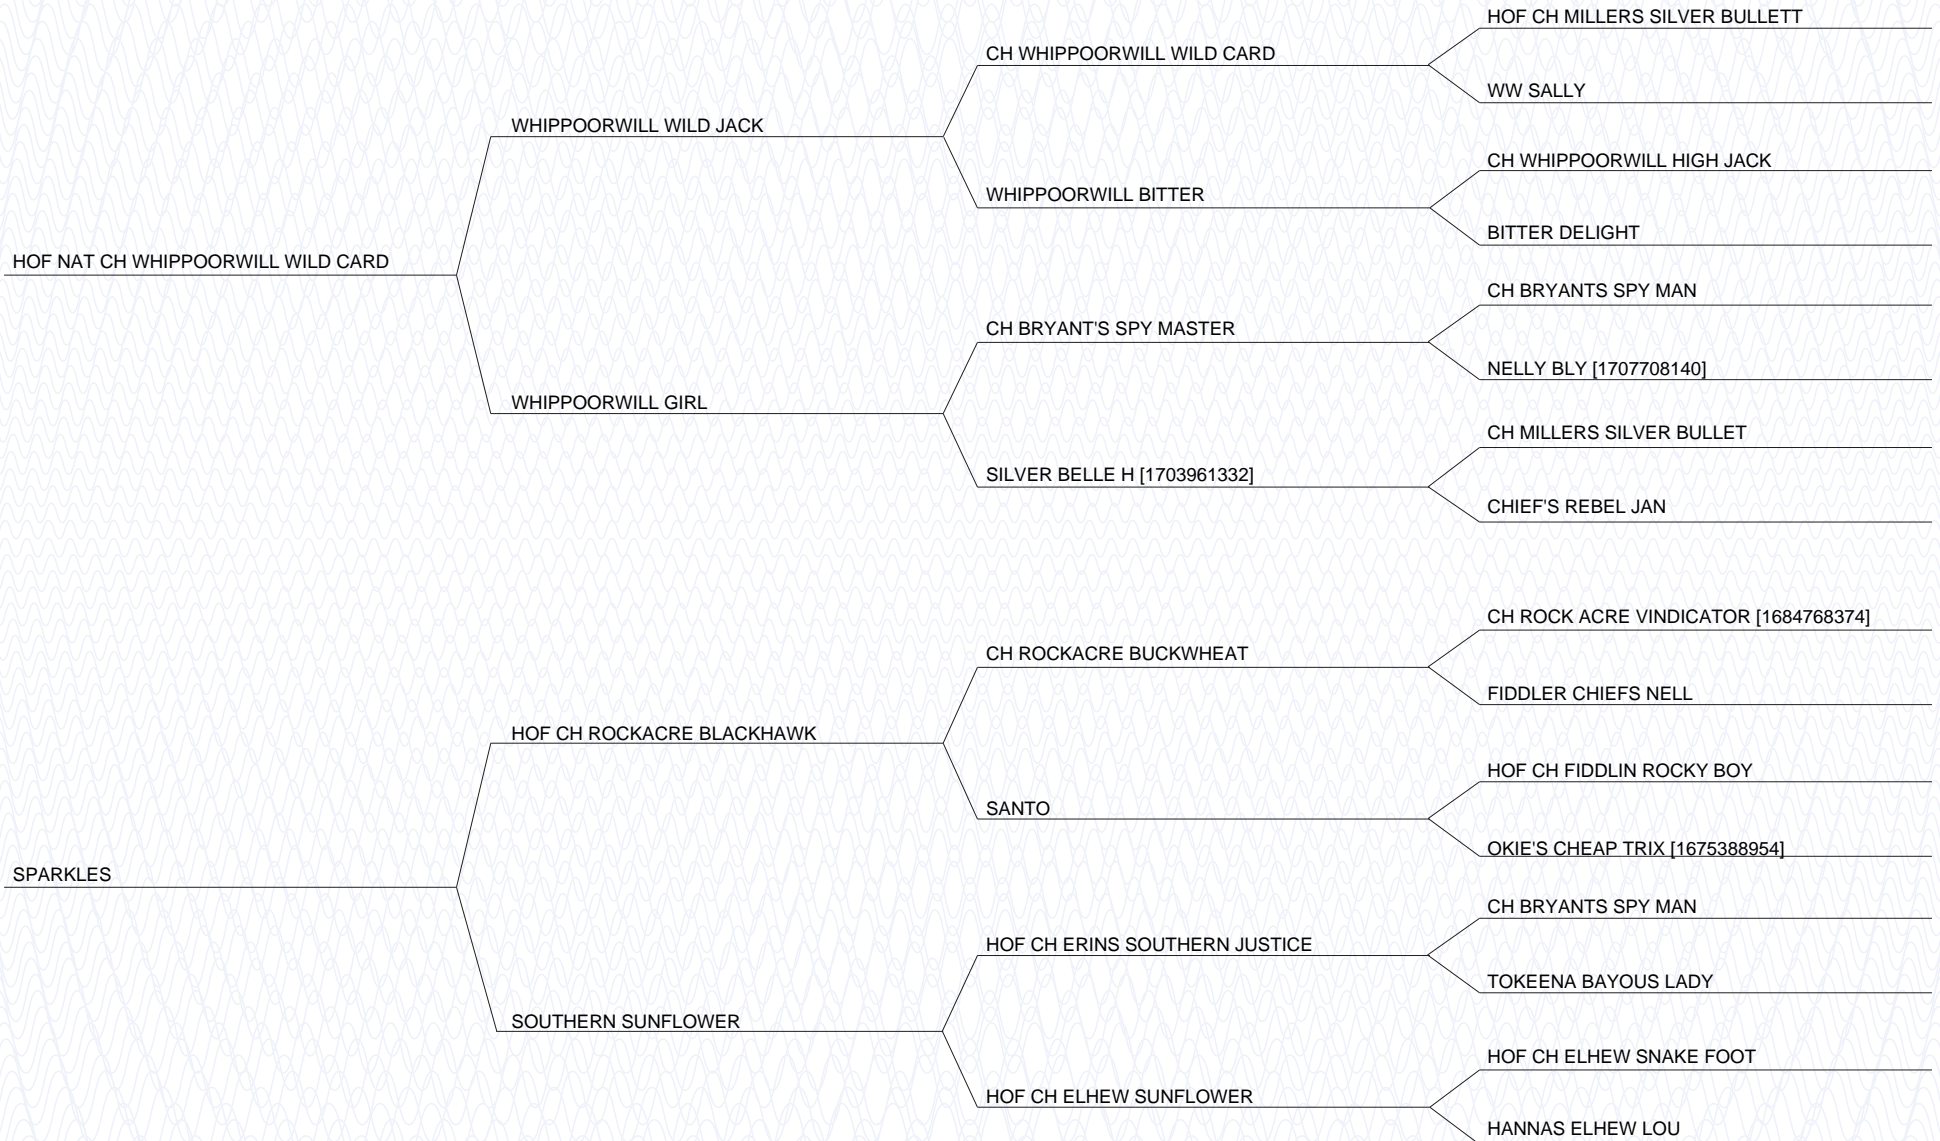 HOF CH MILLERS SILVER BULLETT
CH WHIPPOORWILL WILD CARD
WW SALLY
WHIPPOORWILL WILD JACK
CH WHIPPOORWILL HIGH JACK
WHIPPOORWILL BITTER
BITTER DELIGHT
HOF NAT CH WHIPPOORWILL WILD CARD
CH BRYANTS SPY MAN
CH BRYANT'S SPY MASTER
NELLY BLY [1707708140]
WHIPPOORWILL GIRL
CH MILLERS SILVER BULLET
SILVER BELLE H [1703961332]
CHIEF'S REBEL JAN
CH ROCK ACRE VINDICATOR [1684768374]
CH ROCKACRE BUCKWHEAT
FIDDLER CHIEFS NELL
HOF CH ROCKACRE BLACKHAWK
HOF CH FIDDLIN ROCKY BOY
SANTO
OKIE'S CHEAP TRIX [1675388954]
SPARKLES
CH BRYANTS SPY MAN
HOF CH ERINS SOUTHERN JUSTICE
TOKEENA BAYOUS LADY
SOUTHERN SUNFLOWER
HOF CH ELHEW SNAKE FOOT
HOF CH ELHEW SUNFLOWER
HANNAS ELHEW LOU